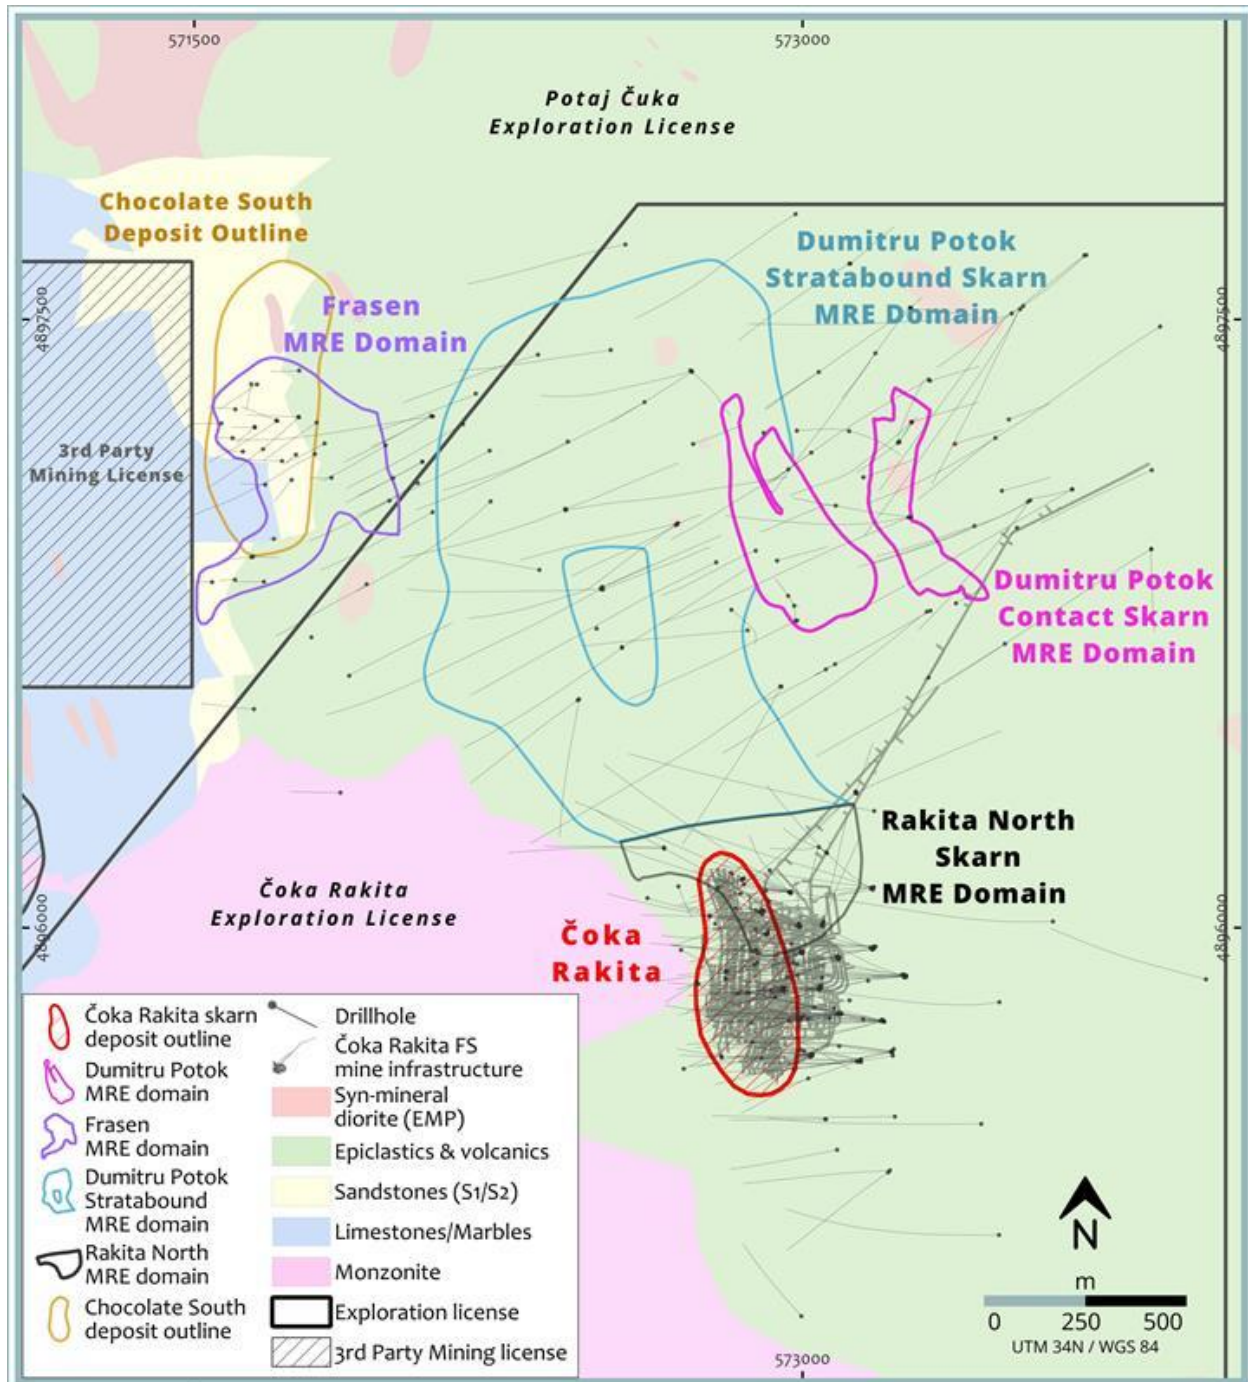 571500
573000
Potaj Čuka
Exploration License
Chocolate South
Deposit Outline
Dumitru Potok
Stratabound Skarn
MRE Domain
Frasen
MRE Domain
4897500
4897500
3rd Party
Mining License
Dumitru Potok
Contact Skarn
MRE Domain
Rakita North
Skarn
MRE Domain
Čoka Rakita
Exploration License
Čoka
Rakita
4896000
4896000
Čoka Rakita skarn
deposit outline
Dumitru Potok
MRE domain
Frasen
MRE domain
Dumitru Potok
Stratabound
MRE domain
Rakita North
MRE domain
Chocolate South
deposit outline
Drillhole
Čoka Rakita FS
mine infrastructure
Syn-mineral
diorite (EMP)
Epiclastics & volcanics
Sandstones (S1/S2)
Limestones/Marbles
Monzonite
Exploration license
3rd Party Mining license
N
m
0 250 500
UTM 34N / WGS 84
573000